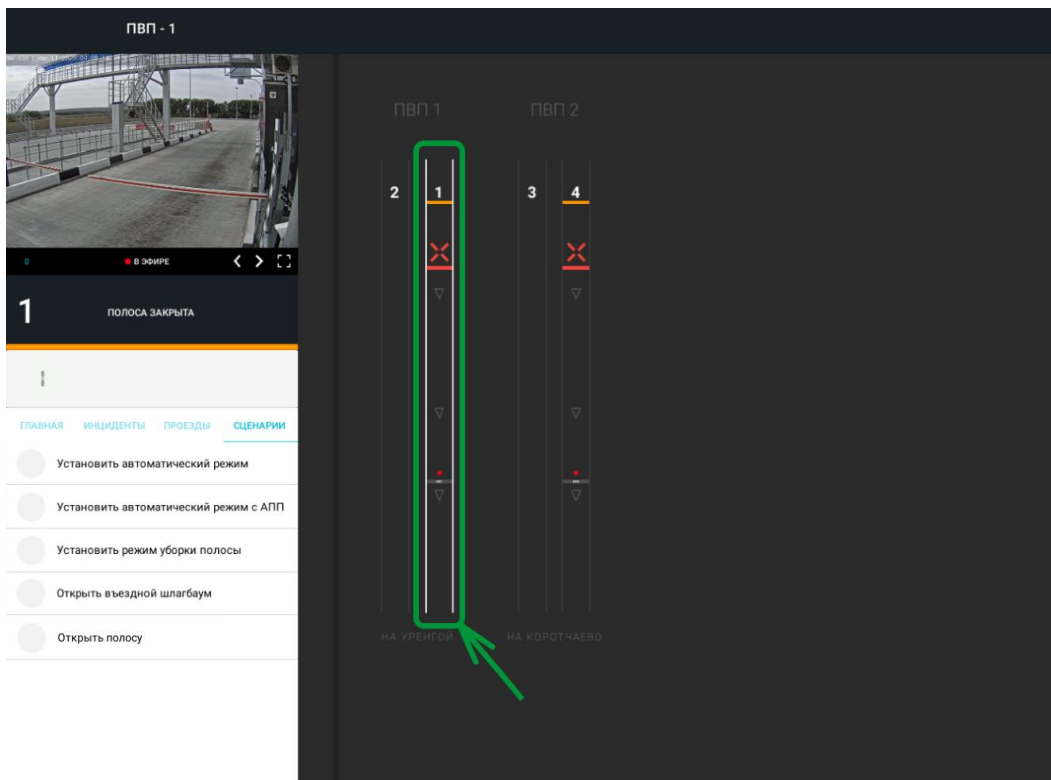 ПВП - 1
0
В ЭФИРЕ
1
ПОЛОСА ЗАКРЫТА
ГЛАВНАЯ ИНЦИДЕНТЫ ПРОЕЗДЫ СЦЕНАРИИ
Установить автоматический режим
Установить автоматический режим с АПП
Установить режим уборки полосы
Открыть въездной шлагбаум
Открыть полосу
ПВП 1 ПВП 2
2 1 3 4
НА УРЕНГОЙ НА КОРОТЧАЕВО